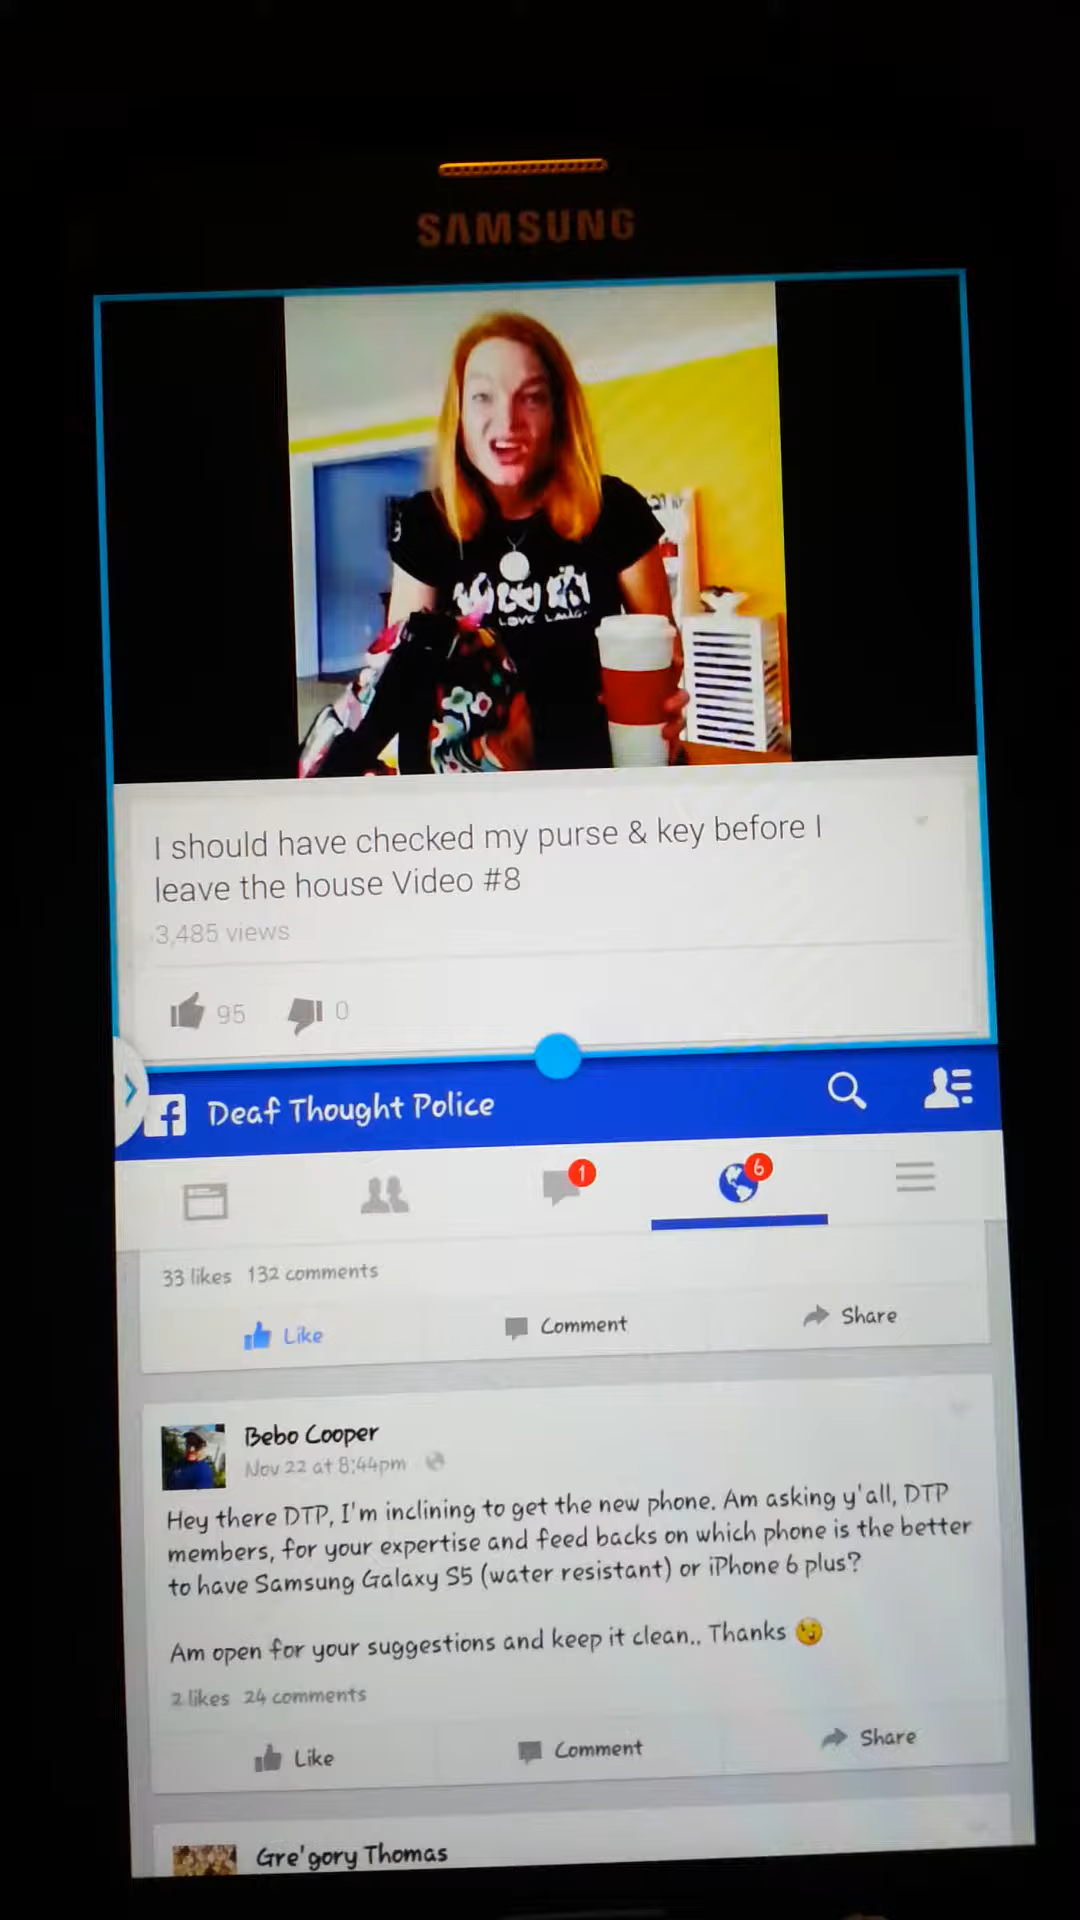 SAMSUNG
LOVE LAUG
I should have checked my purse & key before I
leave the house Video #8
3,485 views
95 0
Deaf Thought Police
1 6
33 likes 132 comments
Like Comment Share
Bebo Cooper
Nov 22 at 8:44pm
Hey there DTP, I'm inclining to get the new phone. Am asking y'all, DTP
members, for your expertise and feed backs on which phone is the better
to have Samsung Galaxy S5 (water resistant) or iPhone 6 plus?
Am open for your suggestions and keep it clean.. Thanks
2 likes 24 comments
Like Comment Share
Gre'gory Thomas